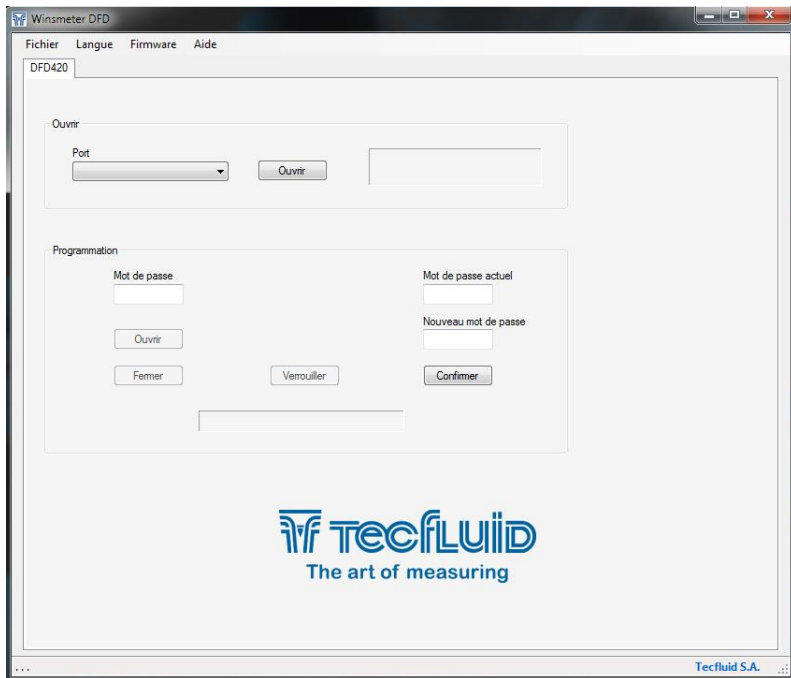 Winsmeter DFD
Fichier Langue Firmware Aide
DFD420
Ouvrir
Port
Ouvrir
Programmation
Mot de passe
Mot de passe actuel
Nouveau mot de passe
Ouvrir
Fermer
Verrouiller
Confirmer
TECFLUID
The art of measuring
...
Tecfluid S.A.